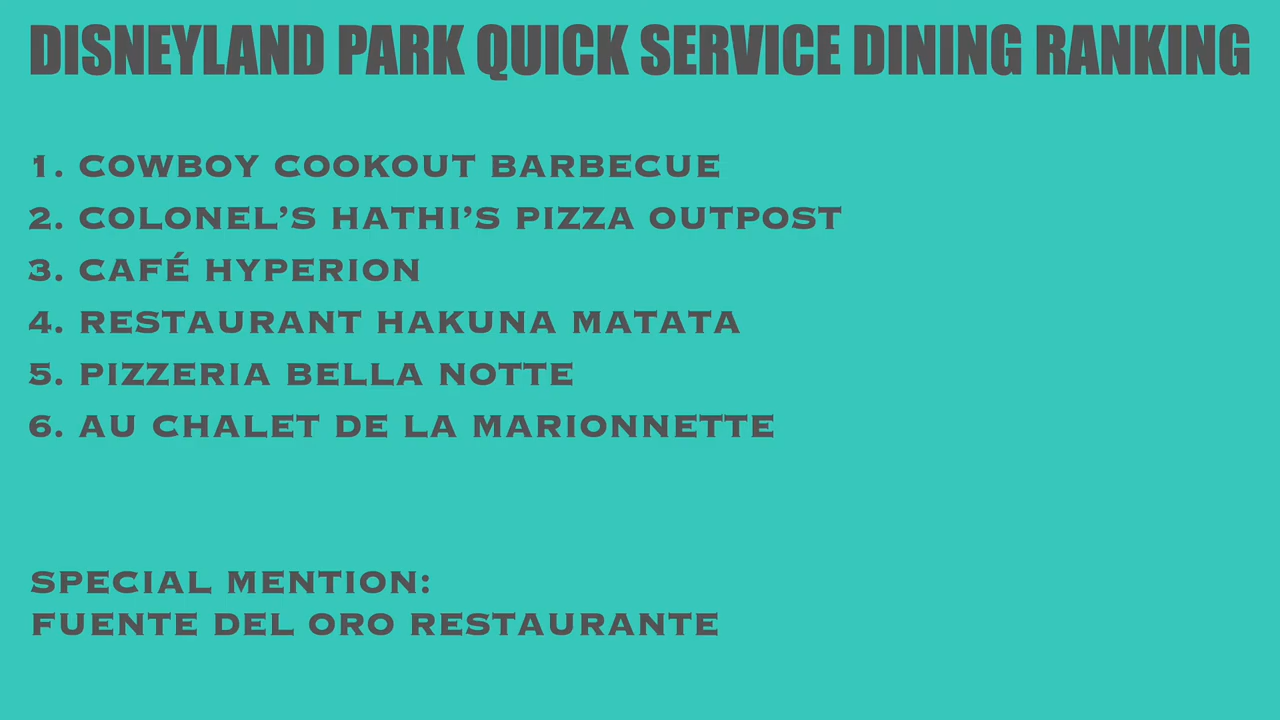 DISNEYLAND PARK QUICK SERVICE DINING RANKING
1. COWBOY COOKOUT BARBECUE
2. COLONEL’S HATHI’S PIZZA OUTPOST
3. CAFÉ HYPERION
4. RESTAURANT HAKUNA MATATA
5. PIZZERIA BELLA NOTTE
6. AU CHALET DE LA MARIONNETTE
SPECIAL MENTION:
FUENTE DEL ORO RESTAURANTE